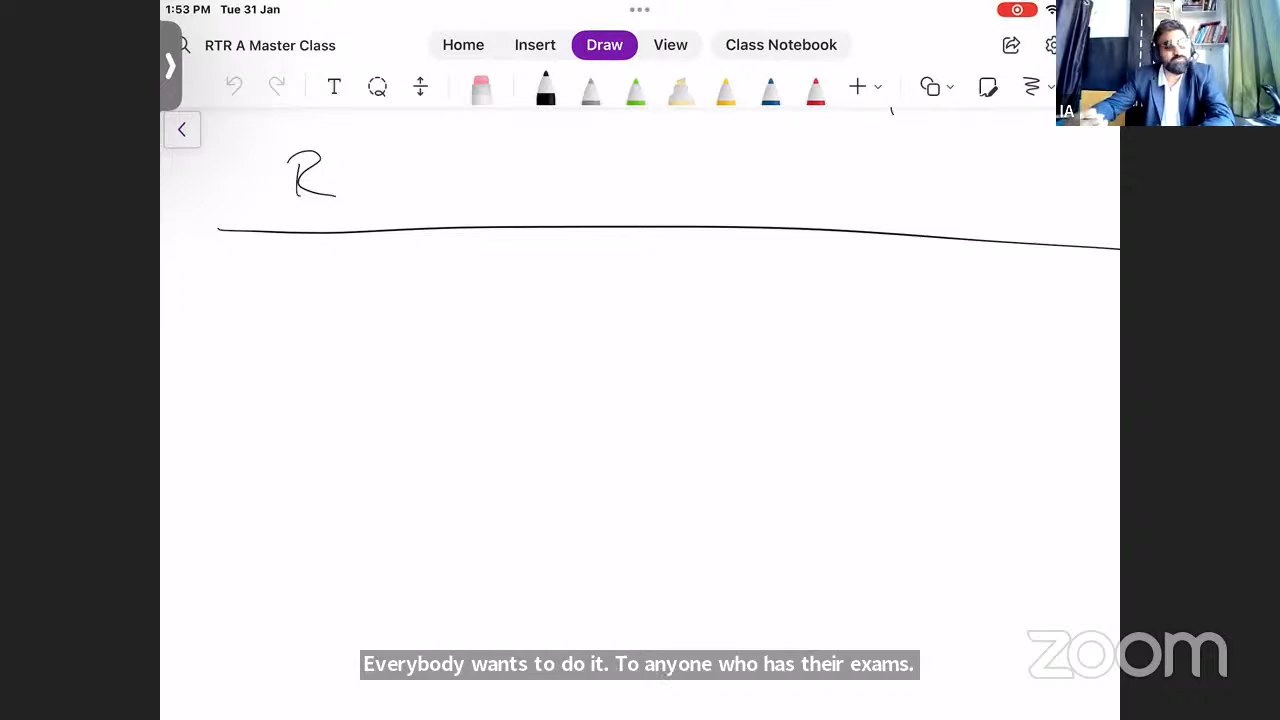 1:53 PM Tue 31 Jan
RTR A Master Class
Home Insert Draw View Class Notebook
T
IA
R
Everybody wants to do it. To anyone who has their exams.
zoom